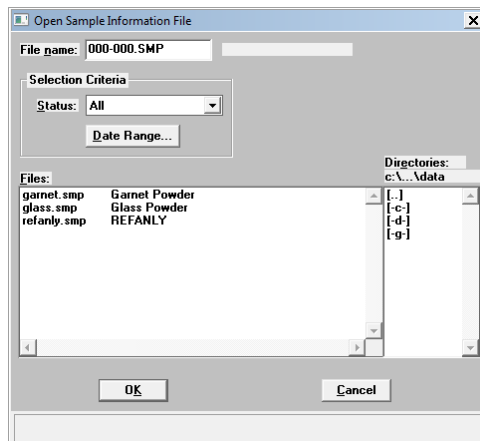 Open Sample Information File
File name: 000-000.SMP
Selection Criteria
Status: All
Date Range...
Directories:
c:\...\data
Files:
garnet.smp Garnet Powder
glass.smp Glass Powder
refanly.smp REFANLY
[..]
[-c-]
[-d-]
[-g-]
OK
Cancel